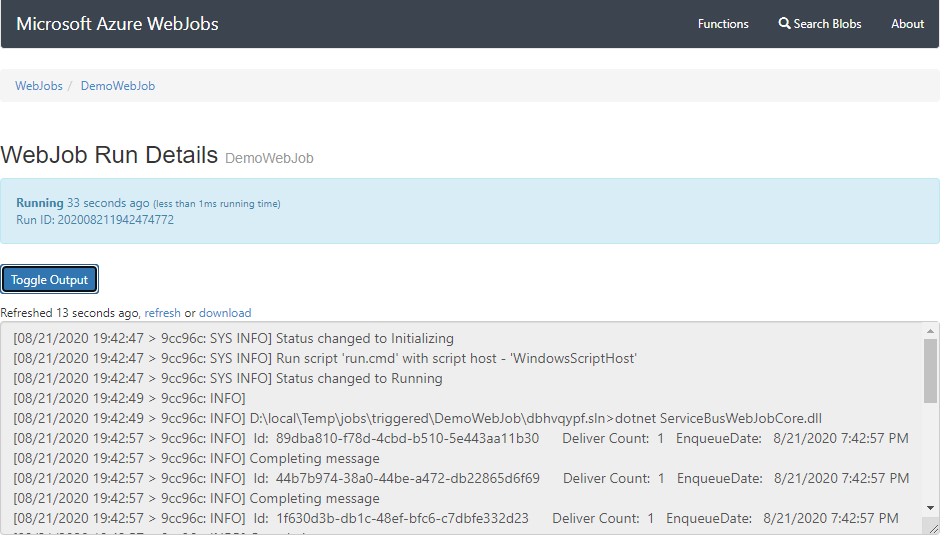 Microsoft Azure WebJobs Functions Search Blobs About
WebJobs / DemoWebJob
WebJob Run Details DemoWebJob
Running 33 seconds ago (less than 1ms running time)
Run ID: 202008211942474772
Toggle Output
Refreshed 13 seconds ago, refresh or download
[08/21/2020 19:42:47 > 9cc96c: SYS INFO] Status changed to Initializing
[08/21/2020 19:42:47 > 9cc96c: SYS INFO] Run script 'run.cmd' with script host - 'WindowsScriptHost'
[08/21/2020 19:42:47 > 9cc96c: SYS INFO] Status changed to Running
[08/21/2020 19:42:49 > 9cc96c: INFO]
[08/21/2020 19:42:49 > 9cc96c: INFO] D:\local\Temp\jobs\triggered\DemoWebJob\dbhvqypf.sln>dotnet ServiceBusWebJobCore.dll
[08/21/2020 19:42:57 > 9cc96c: INFO] Id: 89dba810-f78d-4cbd-b510-5e443aa11b30 Deliver Count: 1 EnqueueDate: 8/21/2020 7:42:57 PM
[08/21/2020 19:42:57 > 9cc96c: INFO] Completing message
[08/21/2020 19:42:57 > 9cc96c: INFO] Id: 44b7b974-38a0-44be-a472-db22865d6f69 Deliver Count: 1 EnqueueDate: 8/21/2020 7:42:57 PM
[08/21/2020 19:42:57 > 9cc96c: INFO] Completing message
[08/21/2020 19:42:57 > 9cc96c: INFO] Id: 1f630d3b-db1c-48ef-bfc6-c7dbfe332d23 Deliver Count: 1 EnqueueDate: 8/21/2020 7:42:57 PM